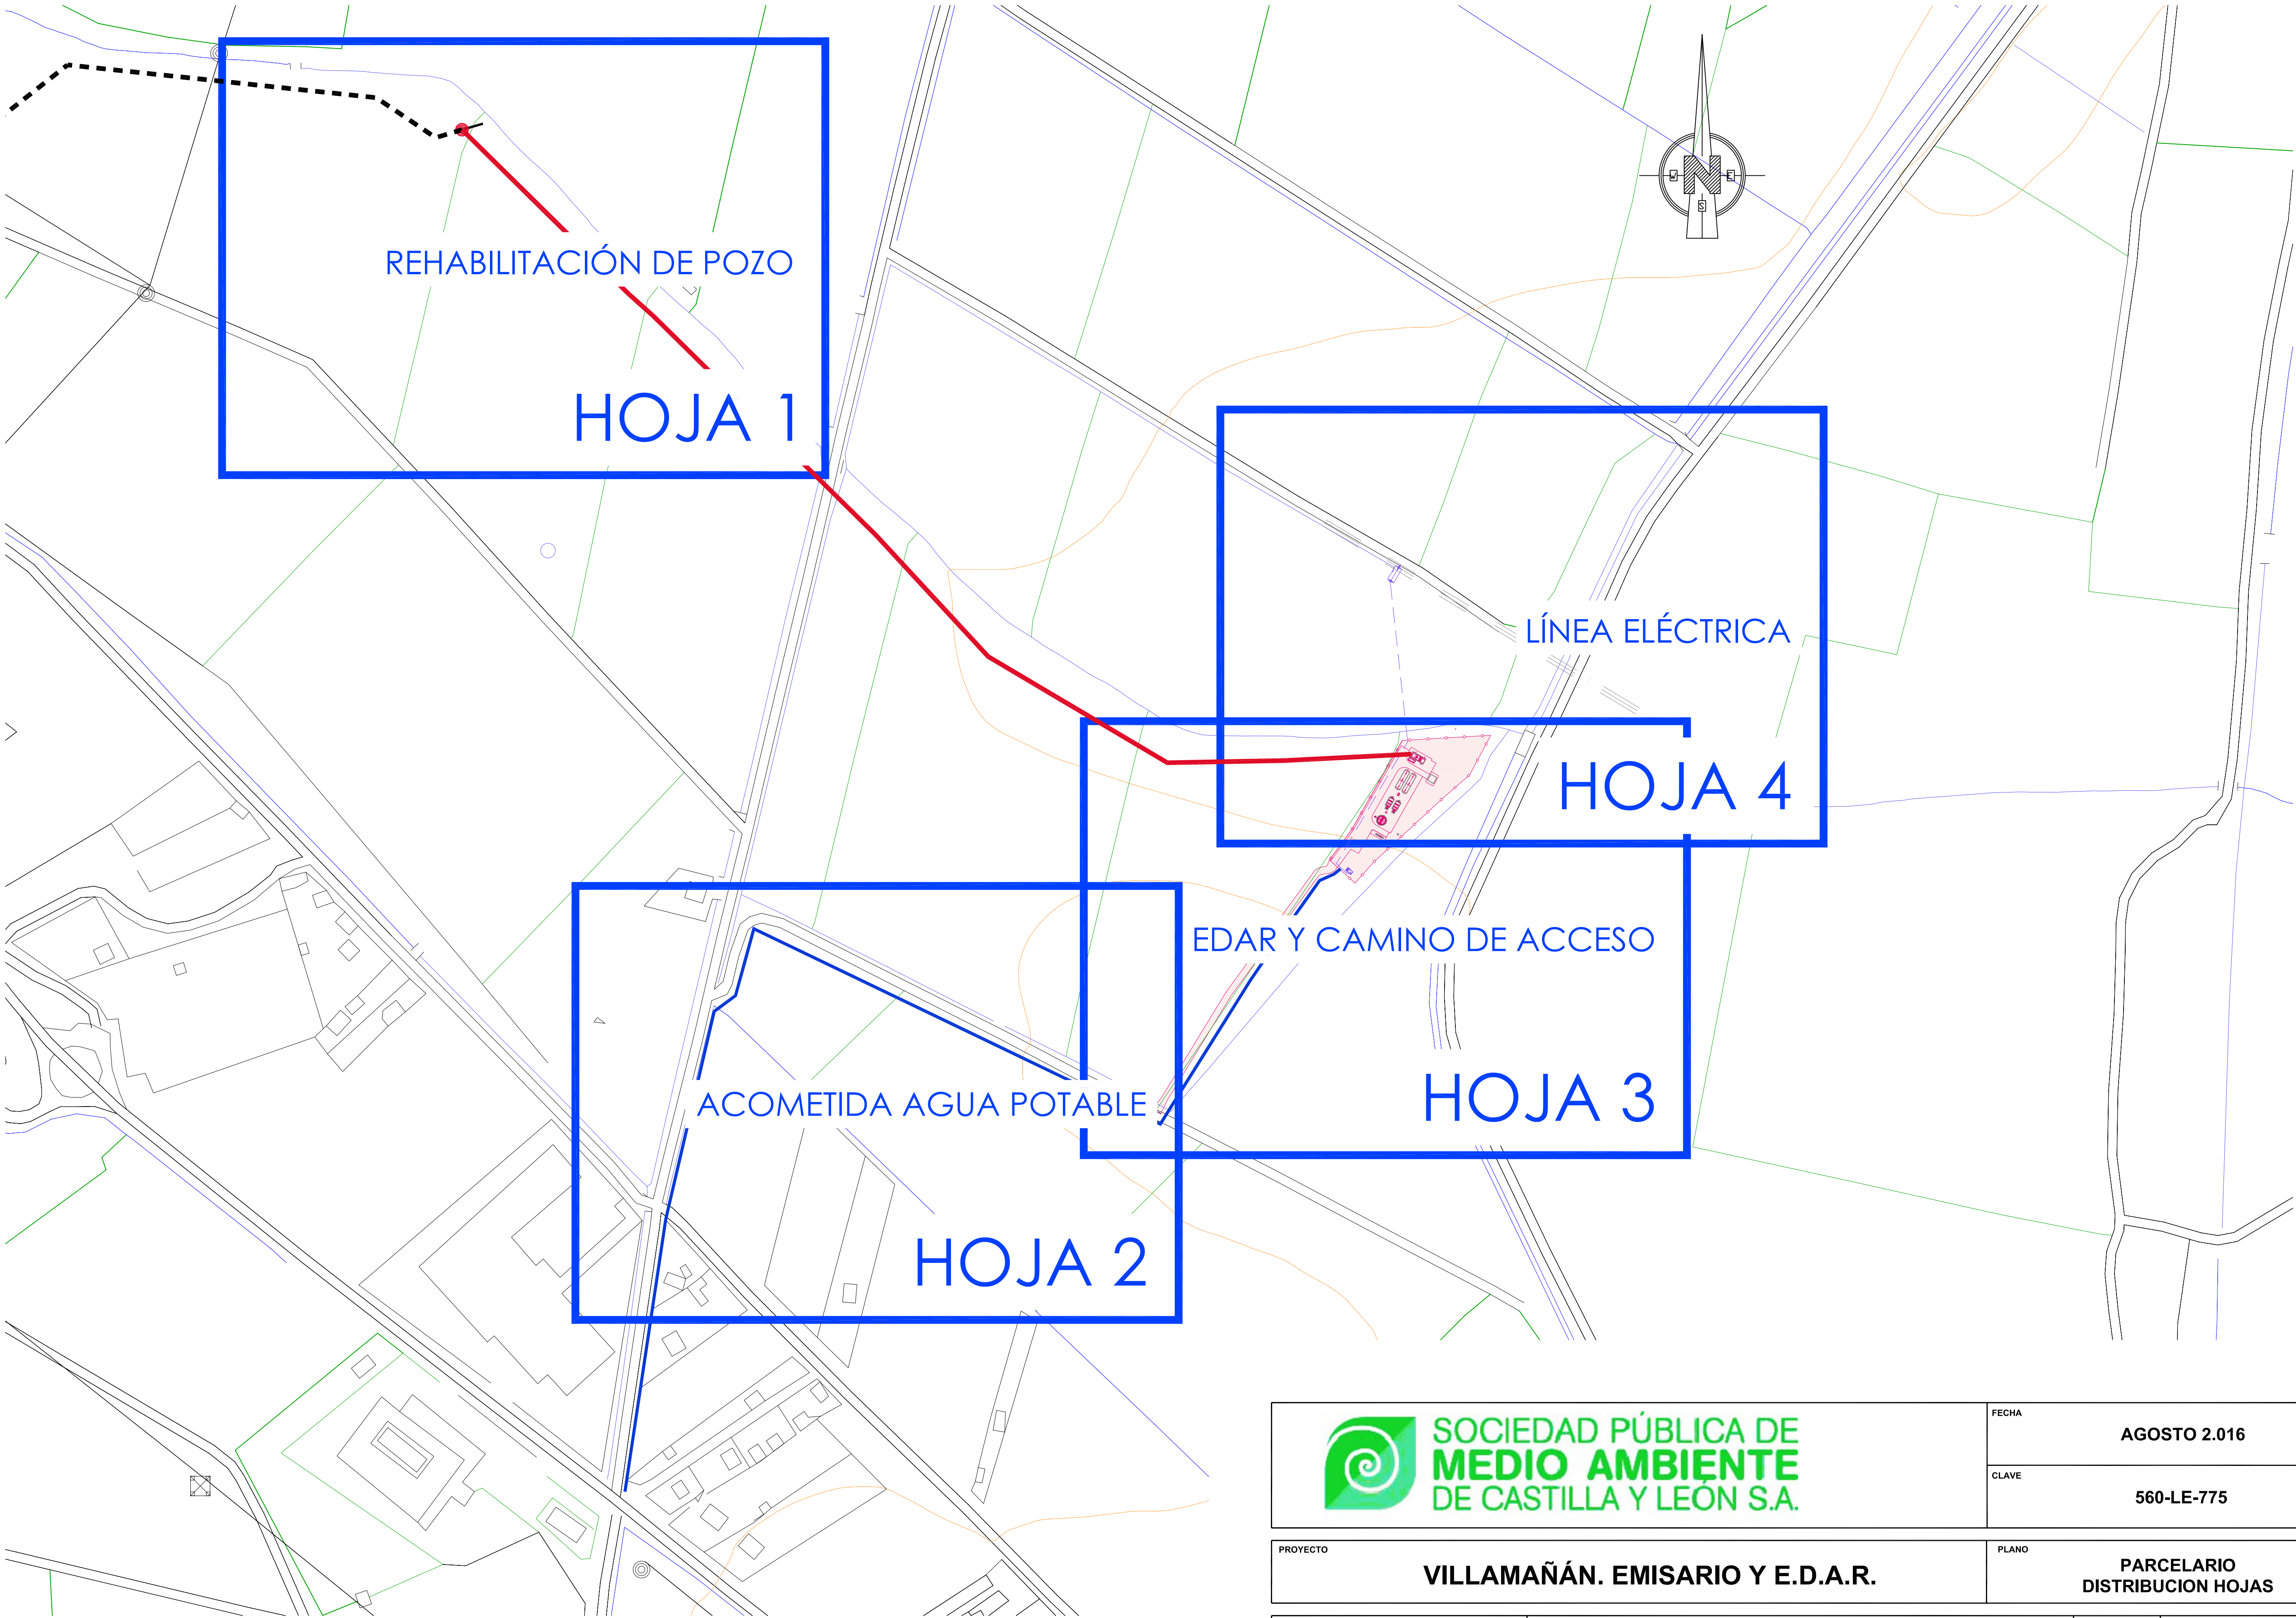 N
W
E
S
REHABILITACIÓN DE POZO
HOJA 1
LÍNEA ELÉCTRICA
HOJA 4
EDAR Y CAMINO DE ACCESO
HOJA 3
ACOMETIDA AGUA POTABLE
HOJA 2
SOCIEDAD PÚBLICA DE
MEDIO AMBIENTE
DE CASTILLA Y LEÓN S.A.
FECHA
AGOSTO 2.016
CLAVE
560-LE-775
PROYECTO
VILLAMAÑÁN. EMISARIO Y E.D.A.R.
PLANO
PARCELARIO
DISTRIBUCION HOJAS